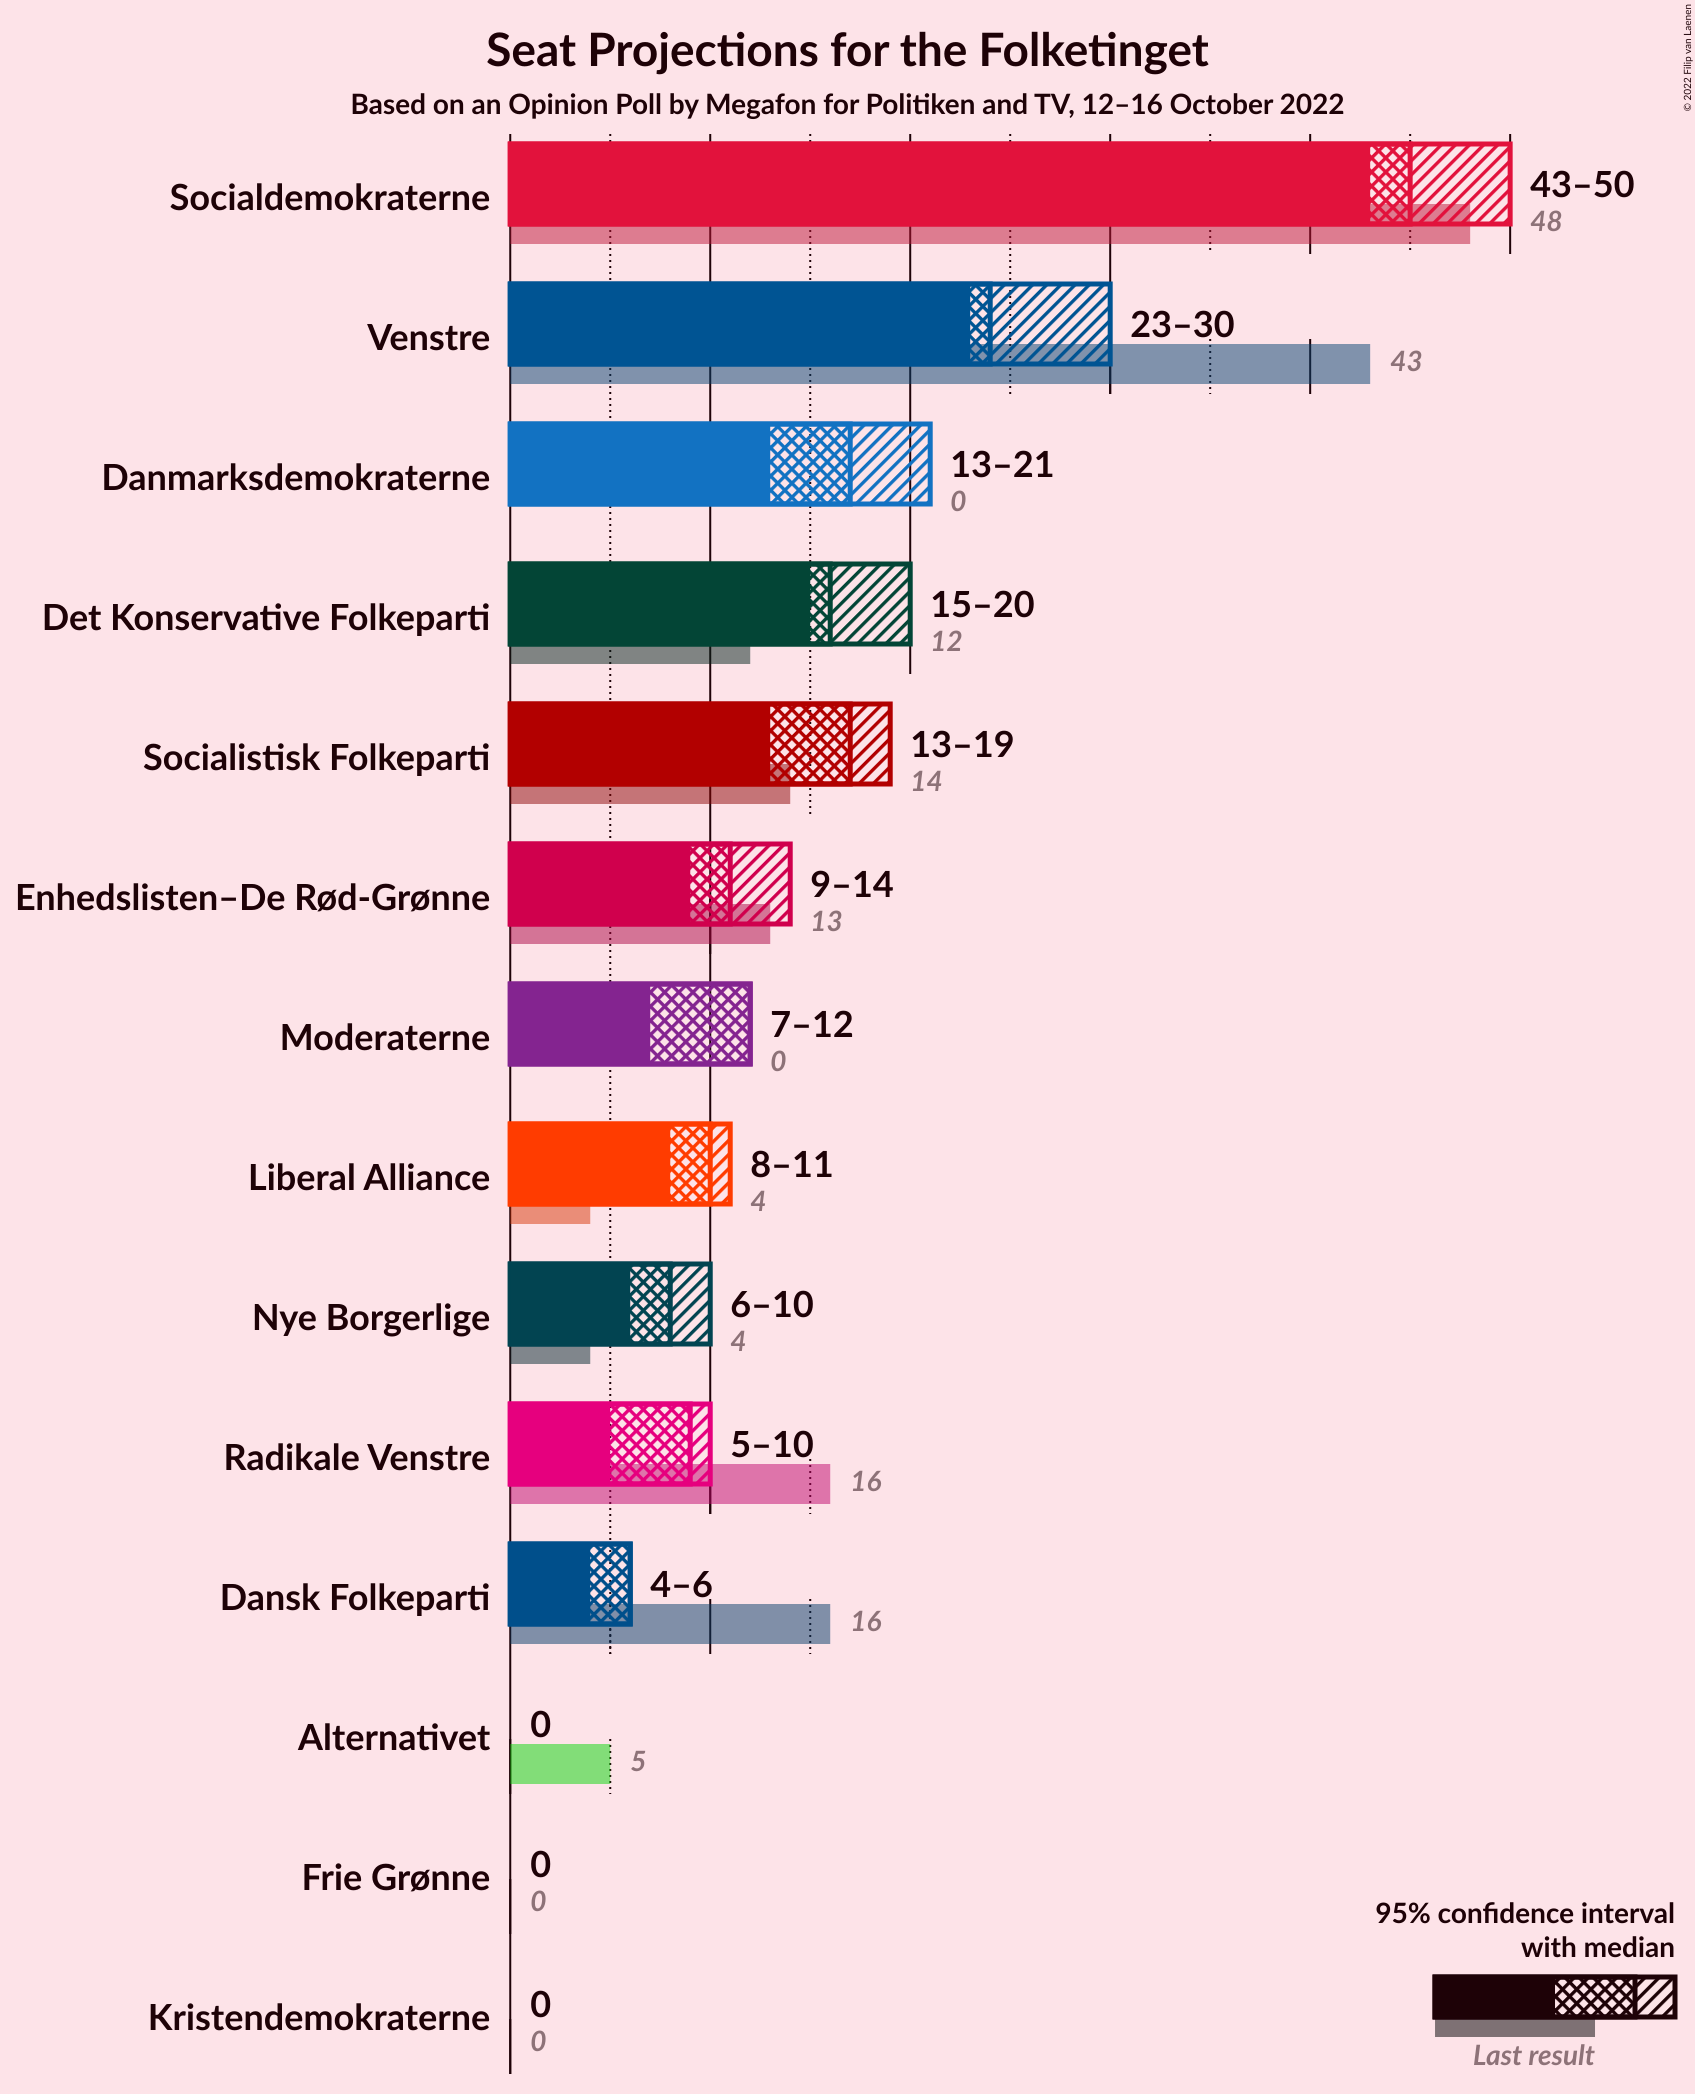 Seat Projections for the Folketinget
Based on an Opinion Poll by Megafon for Politiken and TV, 12–16 October 2022
© 2022 Filip van Laenen
Socialdemokraterne
43–50
48
Venstre
23–30
43
Danmarksdemokraterne
13–21
0
Det Konservative Folkeparti
15–20
12
Socialistisk Folkeparti
13–19
14
Enhedslisten–De Rød-Grønne
9–14
13
Moderaterne
7–12
0
Liberal Alliance
8–11
4
Nye Borgerlige
6–10
4
Radikale Venstre
5–10
16
Dansk Folkeparti
4–6
16
Alternativet
0
5
Frie Grønne
0
0
Kristendemokraterne
0
0
95% confidence interval
with median
Last result